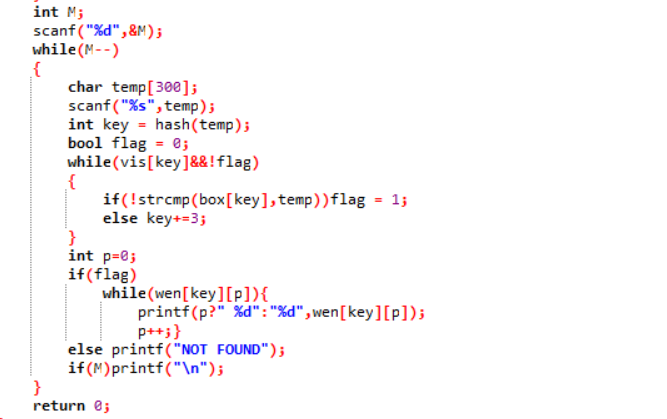 int M;
scanf("%d",&M);
while(M--)
{
char temp[300];
scanf("%s",temp);
int key = hash(temp);
bool flag = 0;
while(vis[key]&&!flag)
{
if(!strcmp(box[key],temp))flag = 1;
else key+=3;
}
int p=0;
if(flag)
while(wen[key][p]){
printf(p?" %d":"%d",wen[key][p]);
p++;}
else printf("NOT FOUND");
if(M)printf("\n");
}
return 0;